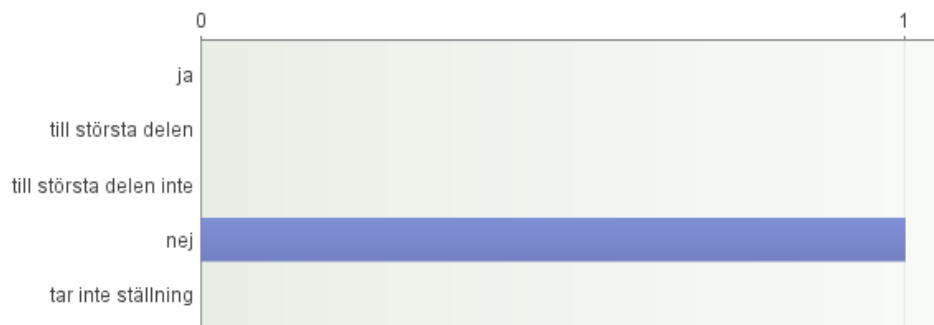 0 1
ja
till största delen
till största delen inte
nej
tar inte ställning